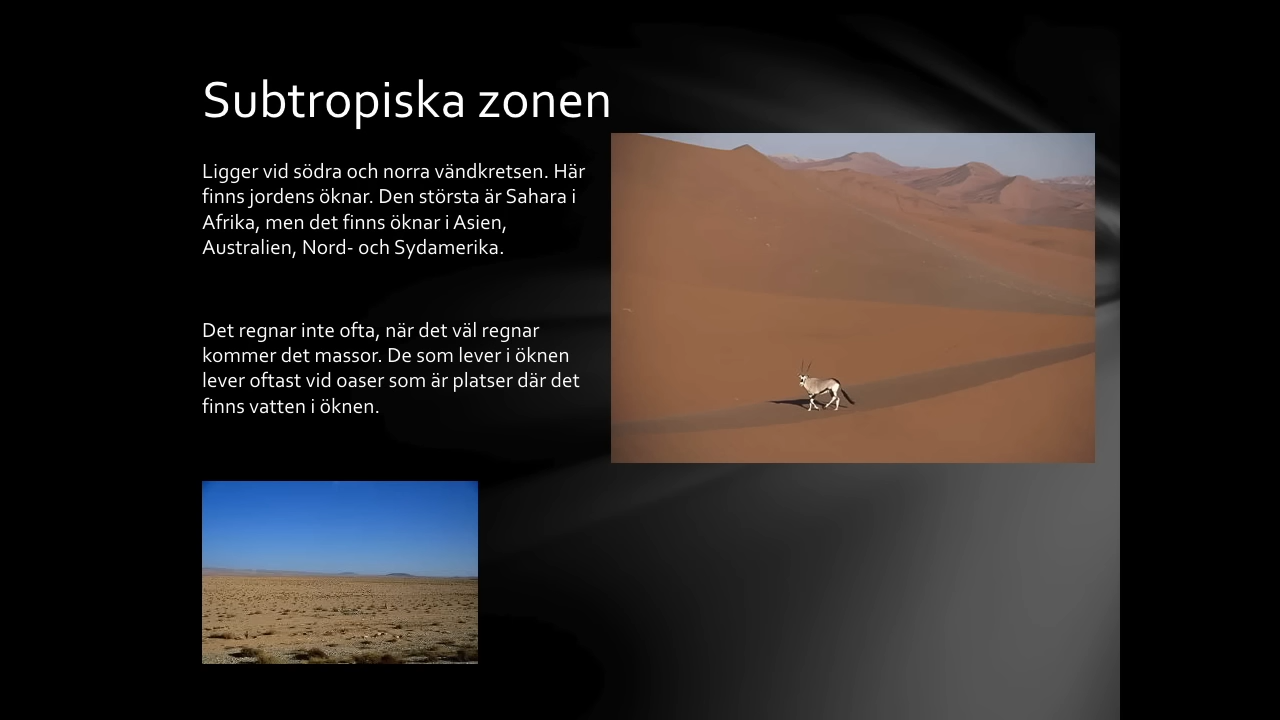 Subtropiska zonen
Ligger vid södra och norra vändkretsen. Här
finns jordens öknar. Den största är Sahara i
Afrika, men det finns öknar i Asien,
Australien, Nord- och Sydamerika.
Det regnar inte ofta, när det väl regnar
kommer det massor. De som lever i öknen
lever oftast vid oaser som är platser där det
finns vatten i öknen.